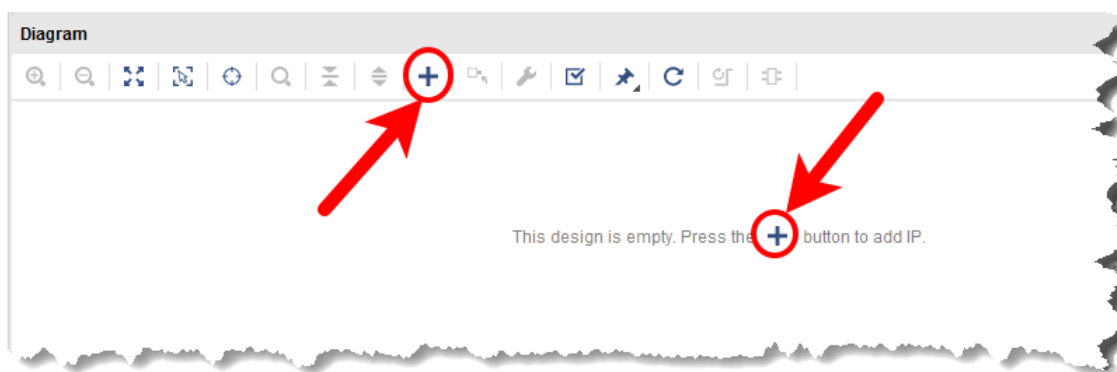 Diagram
This design is empty. Press the + button to add IP.